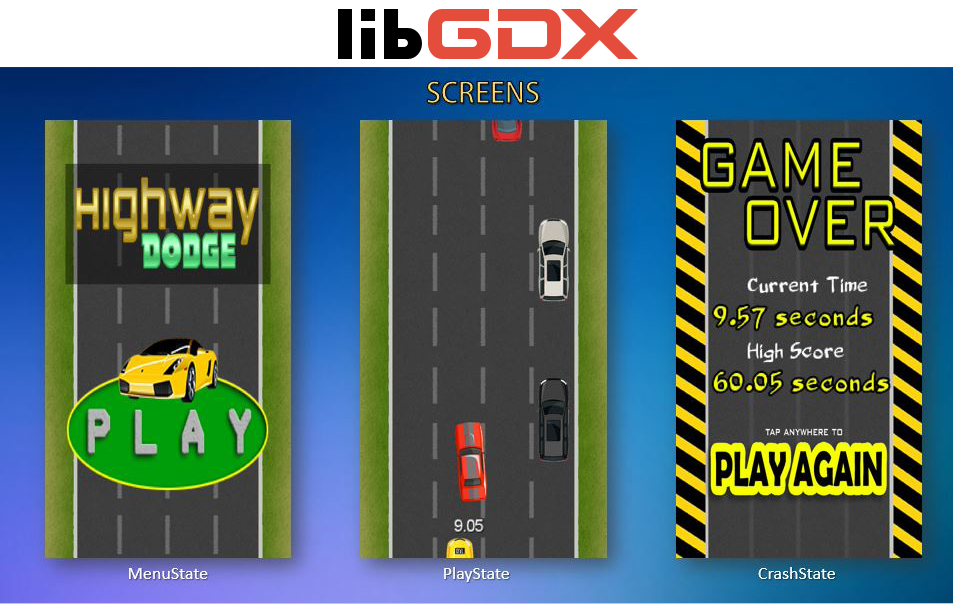 libGDX
SCREENS
Highway
DODGE
PLAY
MenuState
9.05
PlayState
GAME
OVER
Current Time
9.57 seconds
High Score
60.05 seconds
TAP ANYWHERE TO
PLAY AGAIN
CrashState